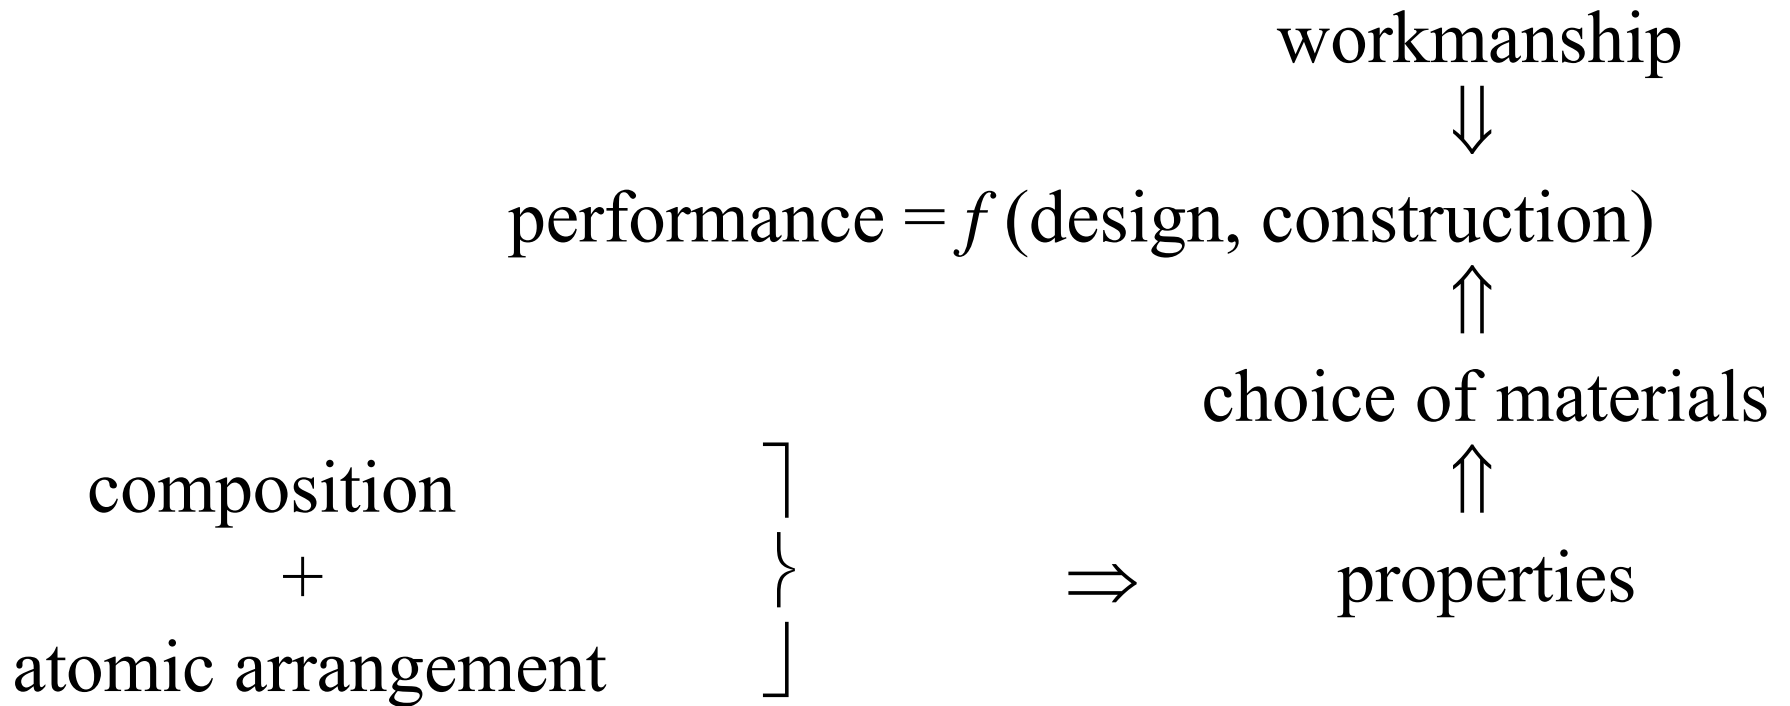 workmanship
⇓
performance = f (design, construction)
⇑
choice of materials
composition ⎤ ⇑
+ ⎬ ⇒ properties
atomic arrangement ⎦